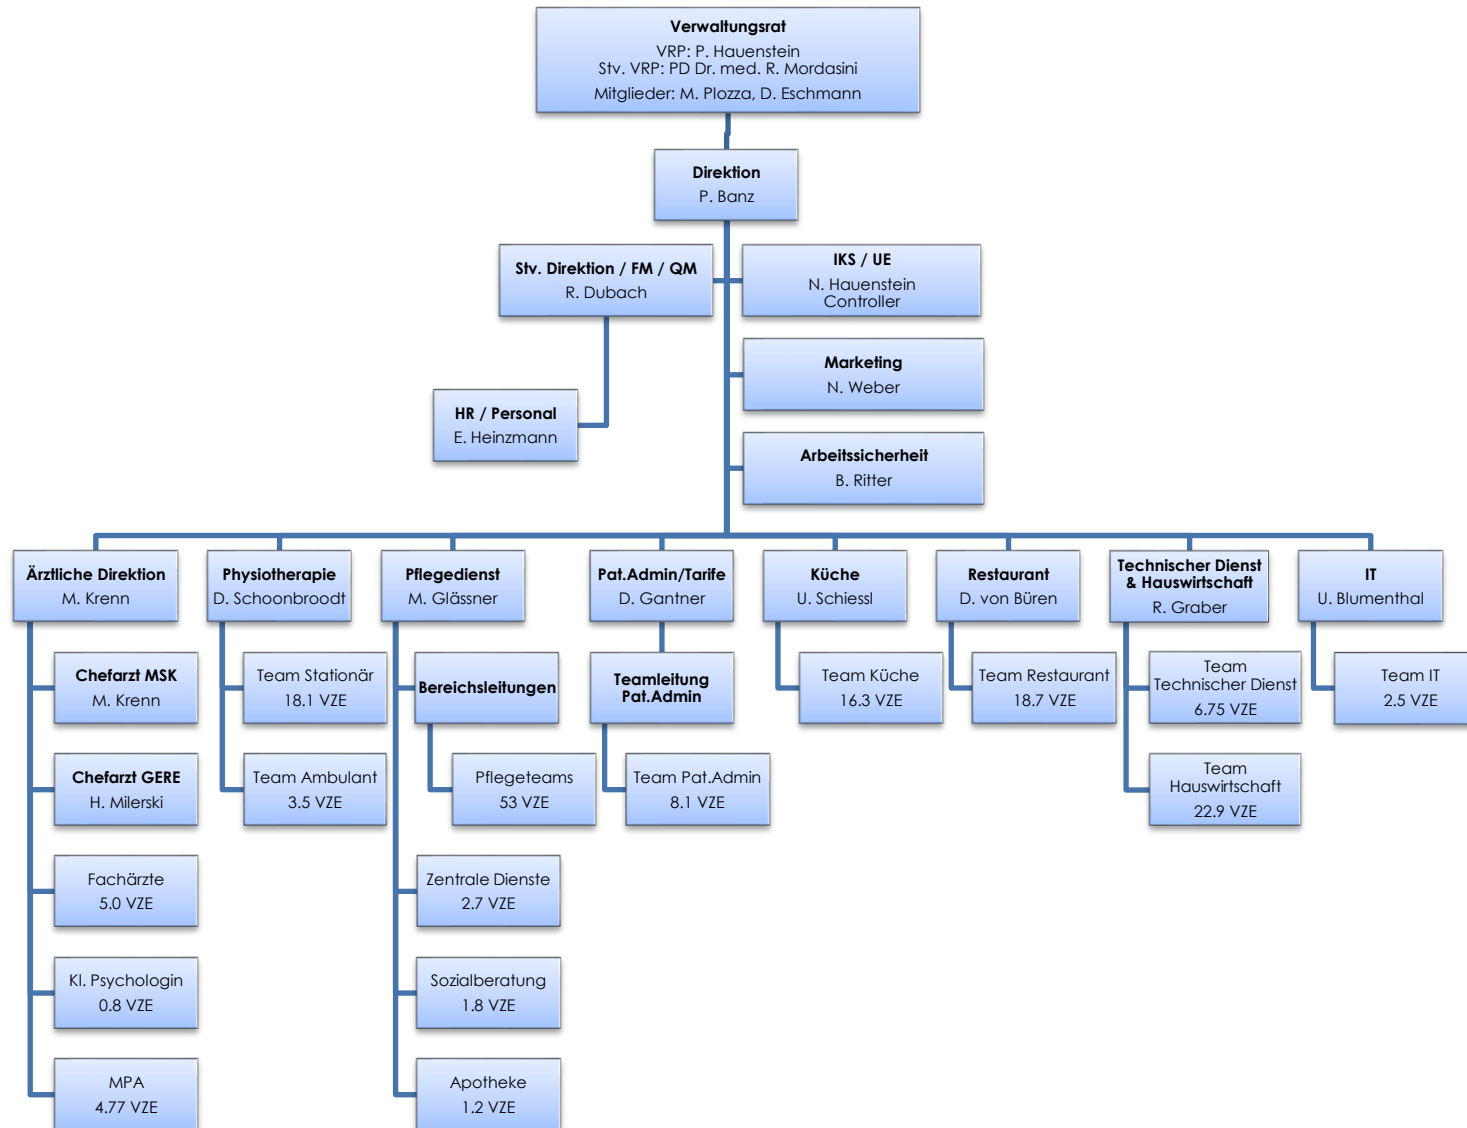 Verwaltungsrat
VRP: P. Hauenstein
Stv. VRP: PD Dr. med. R. Mordasini
Mitglieder: M. Plozza, D. Eschmann
Direktion
P. Banz
Stv. Direktion / FM / QM
R. Dubach
IKS / UE
N. Hauenstein
Controller
Marketing
N. Weber
HR / Personal
E. Heinzmann
Arbeitssicherheit
B. Ritter
Ärztliche Direktion
M. Krenn
Physiotherapie
D. Schoonbroodt
Pflegedienst
M. Glässner
Pat.Admin/Tarife
D. Gantner
Küche
U. Schiessl
Restaurant
D. von Büren
Technischer Dienst
& Hauswirtschaft
R. Graber
IT
U. Blumenthal
Chefarzt MSK
M. Krenn
Team Stationär
18.1 VZE
Bereichsleitungen
Teamleitung
Pat.Admin
Team Küche
16.3 VZE
Team Restaurant
18.7 VZE
Team
Technischer Dienst
6.75 VZE
Team IT
2.5 VZE
Chefarzt GERE
H. Milerski
Team Ambulant
3.5 VZE
Pflegeteams
53 VZE
Team Pat.Admin
8.1 VZE
Team
Hauswirtschaft
22.9 VZE
Fachärzte
5.0 VZE
Zentrale Dienste
2.7 VZE
Kl. Psychologin
0.8 VZE
Sozialberatung
1.8 VZE
MPA
4.77 VZE
Apotheke
1.2 VZE